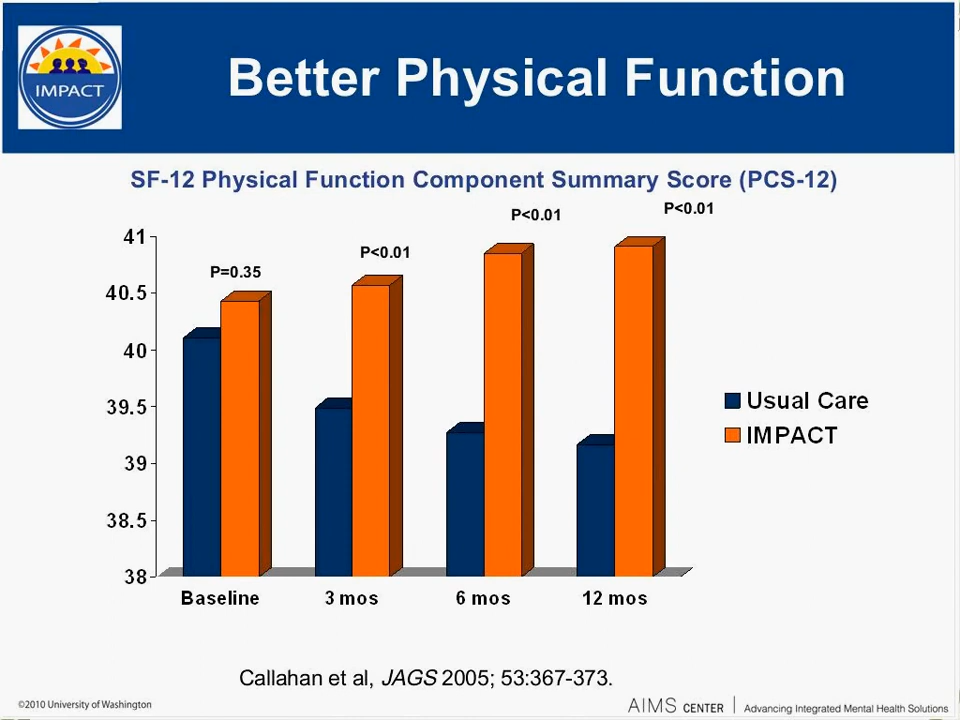 IMPACT
Better Physical Function
SF-12 Physical Function Component Summary Score (PCS-12)
P=0.35
P<0.01
P<0.01
P<0.01
41
40.5
40
39.5
39
38.5
38
Baseline
3 mos
6 mos
12 mos
Usual Care
IMPACT
Callahan et al, JAGS 2005; 53:367-373.
©2010 University of Washington
AIMS CENTER | Advancing Integrated Mental Health Solutions